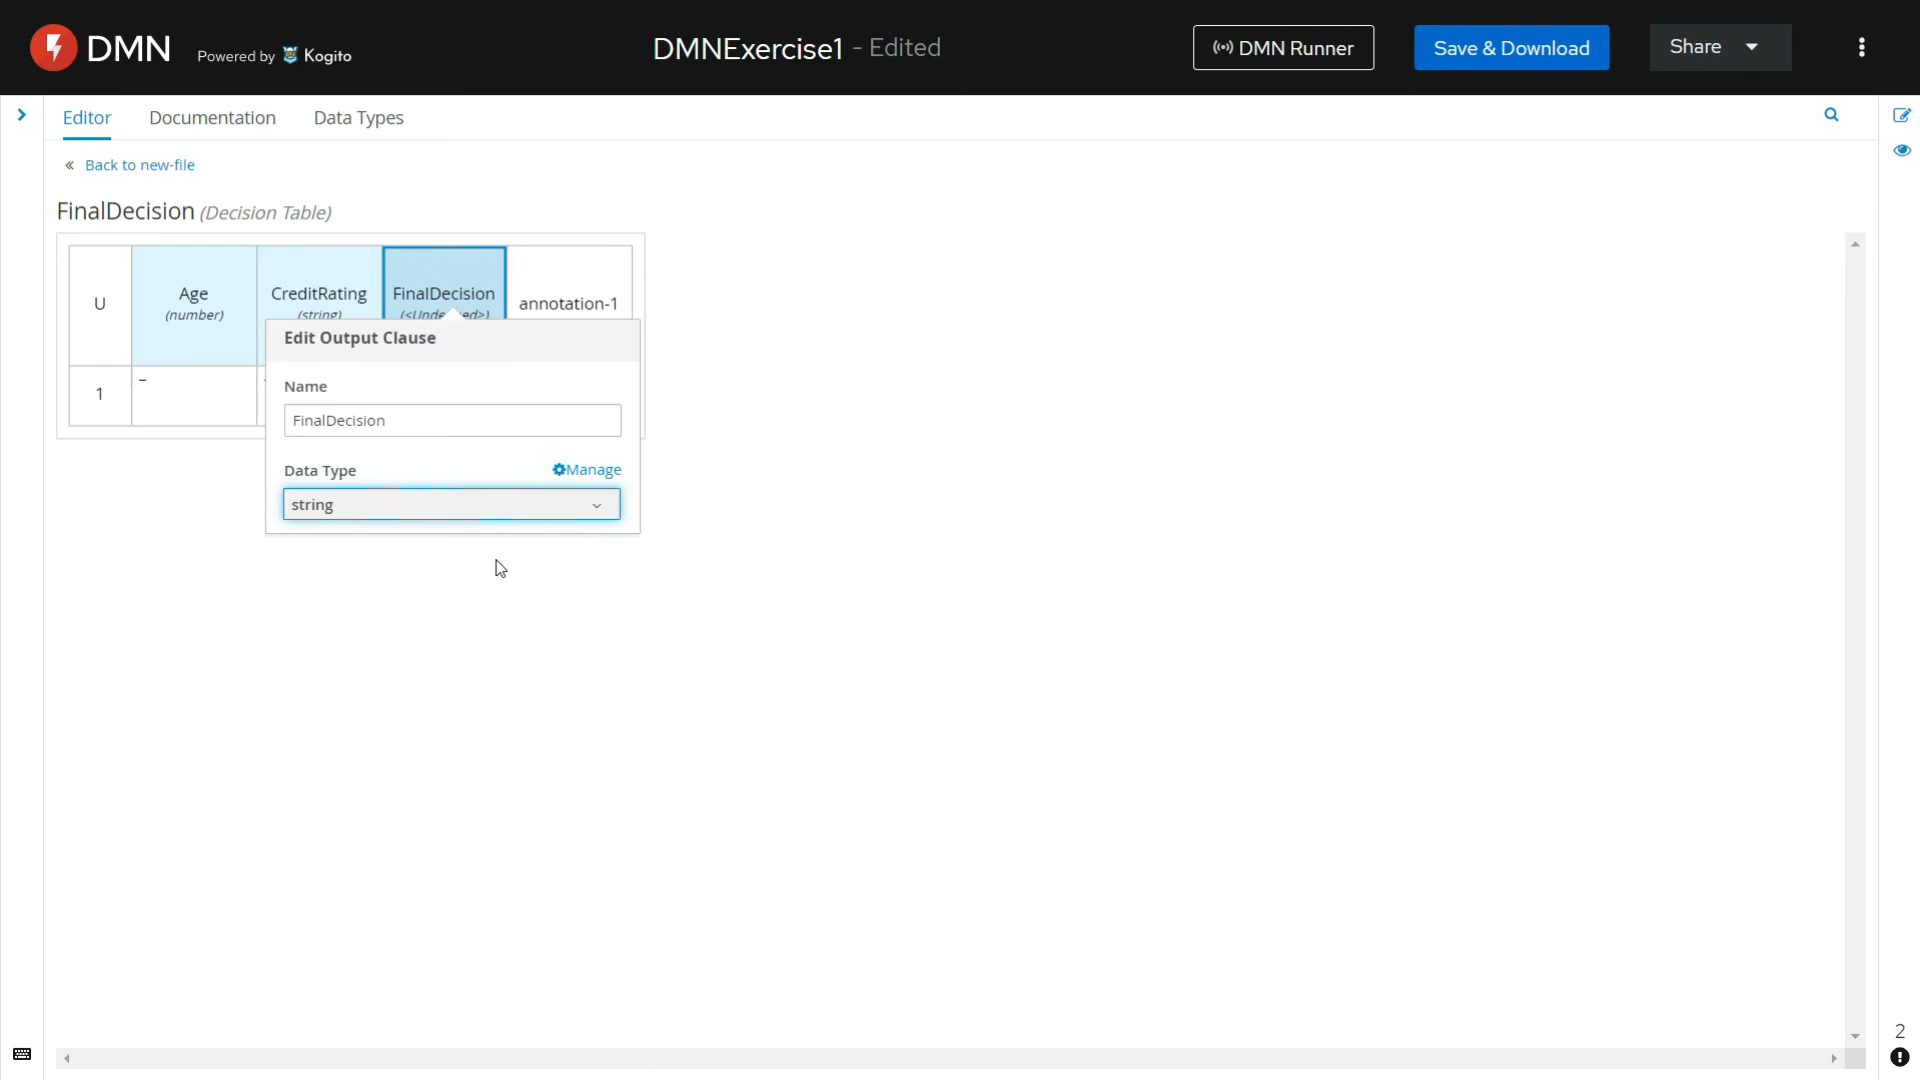 DMN Powered by Kogito
DMNExercise1 - Edited
DMN Runner
Save & Download
Share
Editor Documentation Data Types
« Back to new-file
FinalDecision (Decision Table)
U Age CreditRating FinalDecision annotation-1
(number) (string)
1 –
Edit Output Clause
Name
FinalDecision
Data Type Manage
string
2